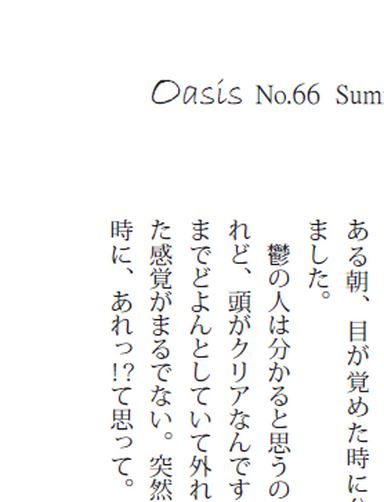 Oasis No.66 Sum
ある朝、目が覚めた時に
ました。
鬱の人は分かると思うの
れど、頭がクリアなんです
までどよんとしていて外れ
た感覚がまるでない。突然
時に、あれっ!?て思って。